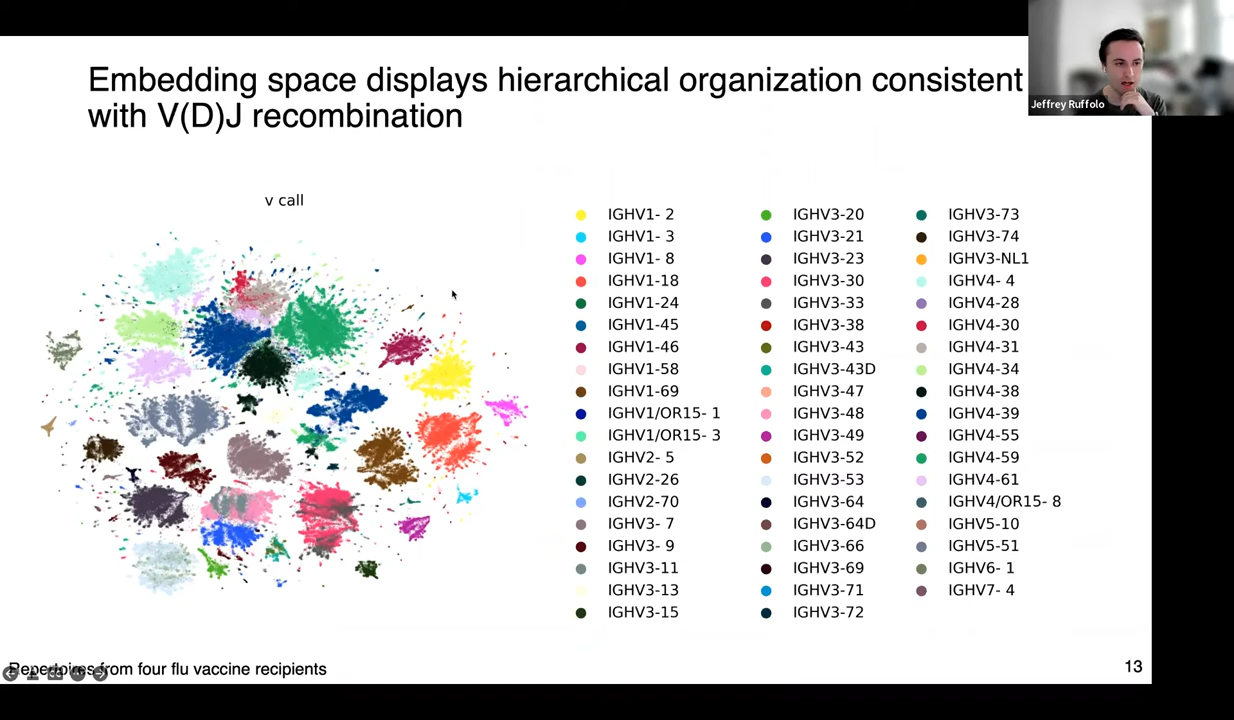 Embedding space displays hierarchical organization consistent
with V(D)J recombination
Jeffrey Ruffolo
v call
IGHV1- 2
IGHV1- 3
IGHV1- 8
IGHV1-18
IGHV1-24
IGHV1-45
IGHV1-46
IGHV1-58
IGHV1-69
IGHV1/OR15- 1
IGHV1/OR15- 3
IGHV2- 5
IGHV2-26
IGHV2-70
IGHV3- 7
IGHV3- 9
IGHV3-11
IGHV3-13
IGHV3-15
IGHV3-20
IGHV3-21
IGHV3-23
IGHV3-30
IGHV3-33
IGHV3-38
IGHV3-43
IGHV3-43D
IGHV3-47
IGHV3-48
IGHV3-49
IGHV3-52
IGHV3-53
IGHV3-64
IGHV3-64D
IGHV3-66
IGHV3-69
IGHV3-71
IGHV3-72
IGHV3-73
IGHV3-74
IGHV3-NL1
IGHV4- 4
IGHV4-28
IGHV4-30
IGHV4-31
IGHV4-34
IGHV4-38
IGHV4-39
IGHV4-55
IGHV4-59
IGHV4-61
IGHV4/OR15- 8
IGHV5-10
IGHV5-51
IGHV6- 1
IGHV7- 4
Repertoires from four flu vaccine recipients
13